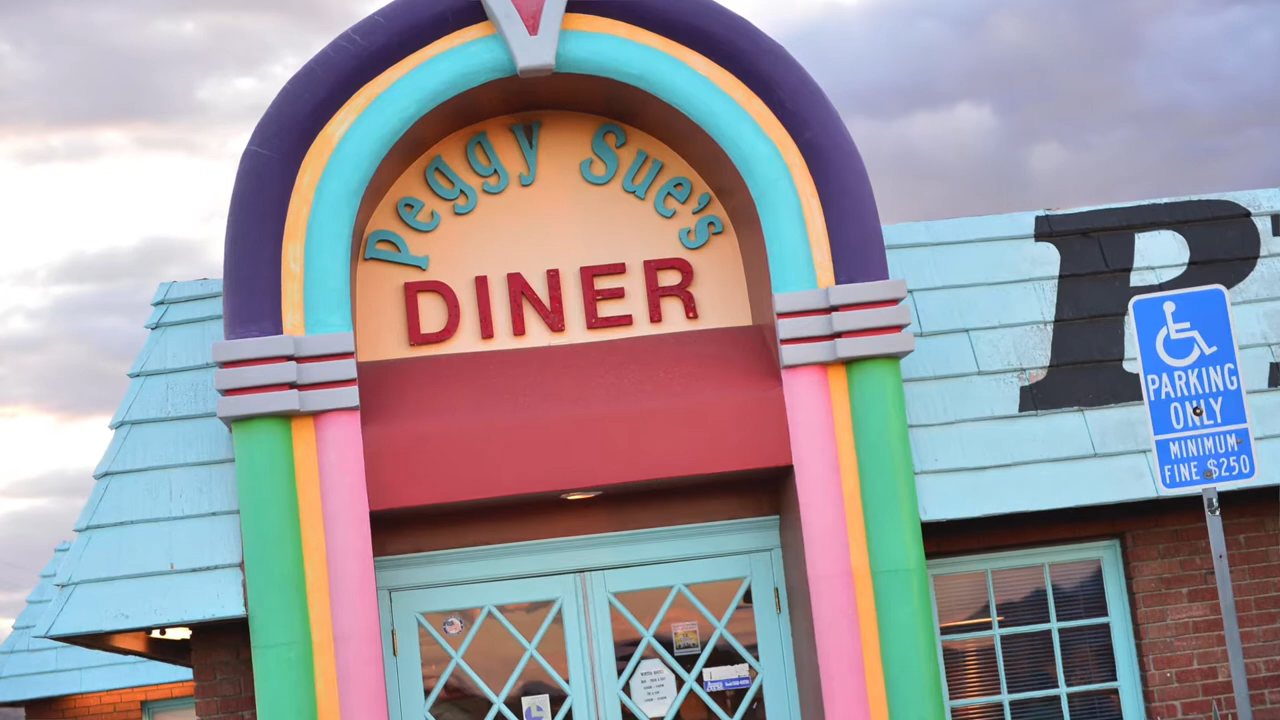 Peggy Sue's
DINER
P
PARKING
ONLY
MINIMUM
FINE $250